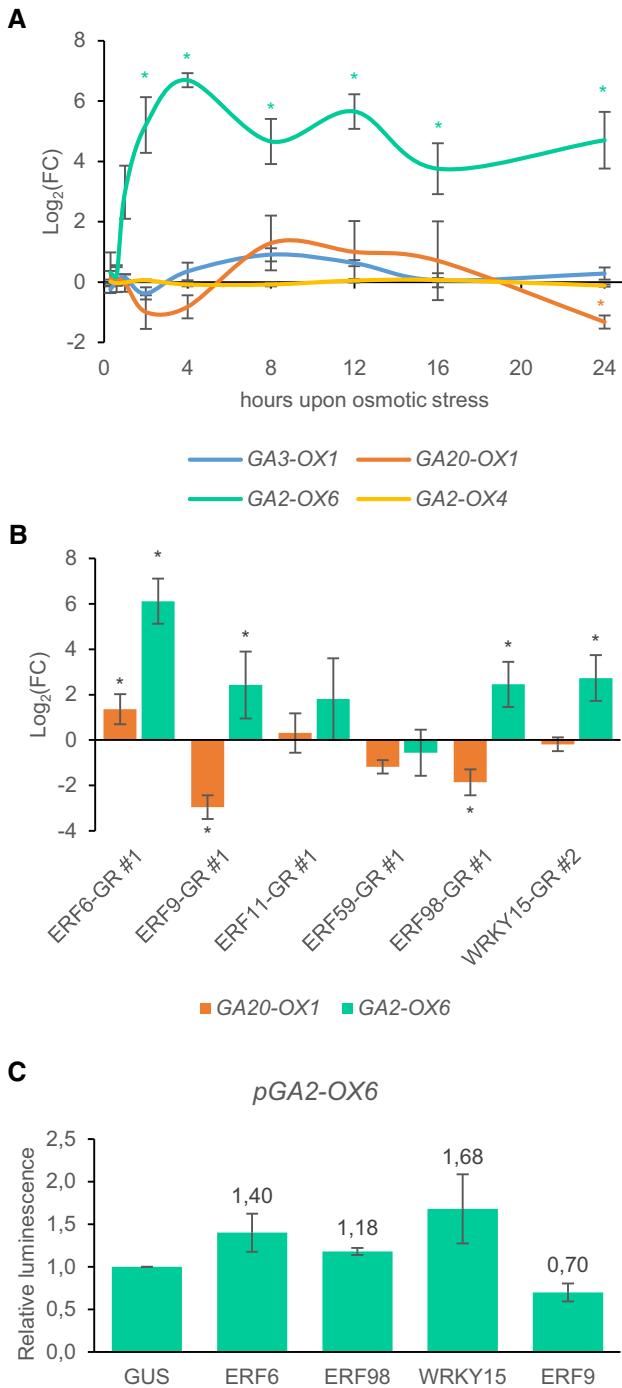 A
8
6
4
2
0
-2
Log2(FC)
* * * * * * *
0 4 8 12 16 20 24
hours upon osmotic stress
GA3-OX1 GA20-OX1
GA2-OX6 GA2-OX4
B
8
6
4
2
0
-2
-4
Log2(FC)
* * * * * * *
ERF6-GR #1
ERF9-GR #1
ERF11-GR #1
ERF59-GR #1
ERF98-GR #1
WRKY15-GR #2
GA20-OX1 GA2-OX6
C
pGA2-OX6
2,5
2,0
1,5
1,0
0,5
0,0
Relative luminescence
1,40
1,18
1,68
0,70
GUS ERF6 ERF98 WRKY15 ERF9